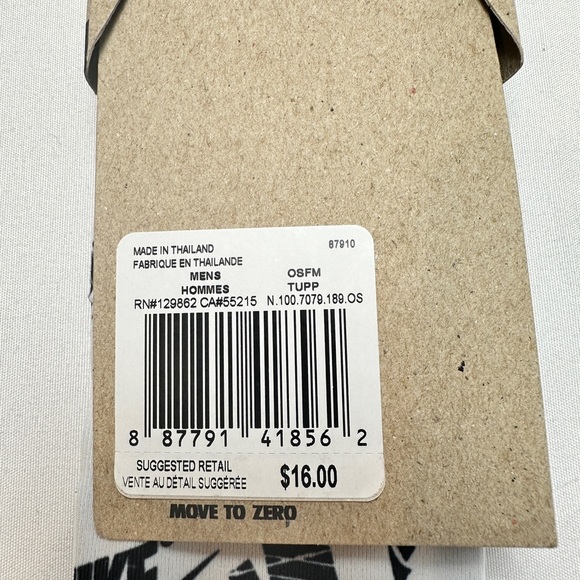 MADE IN THAILAND 87910
FABRIQUE EN THAILANDE
MENS OSFM
HOMMES TUPP
RN#129862 CA#55215 N.100.7079.189.OS
8 87791 41856 2
SUGGESTED RETAIL
VENTE AU DÉTAIL SUGGÉRÉE $16.00
MOVE TO ZERO